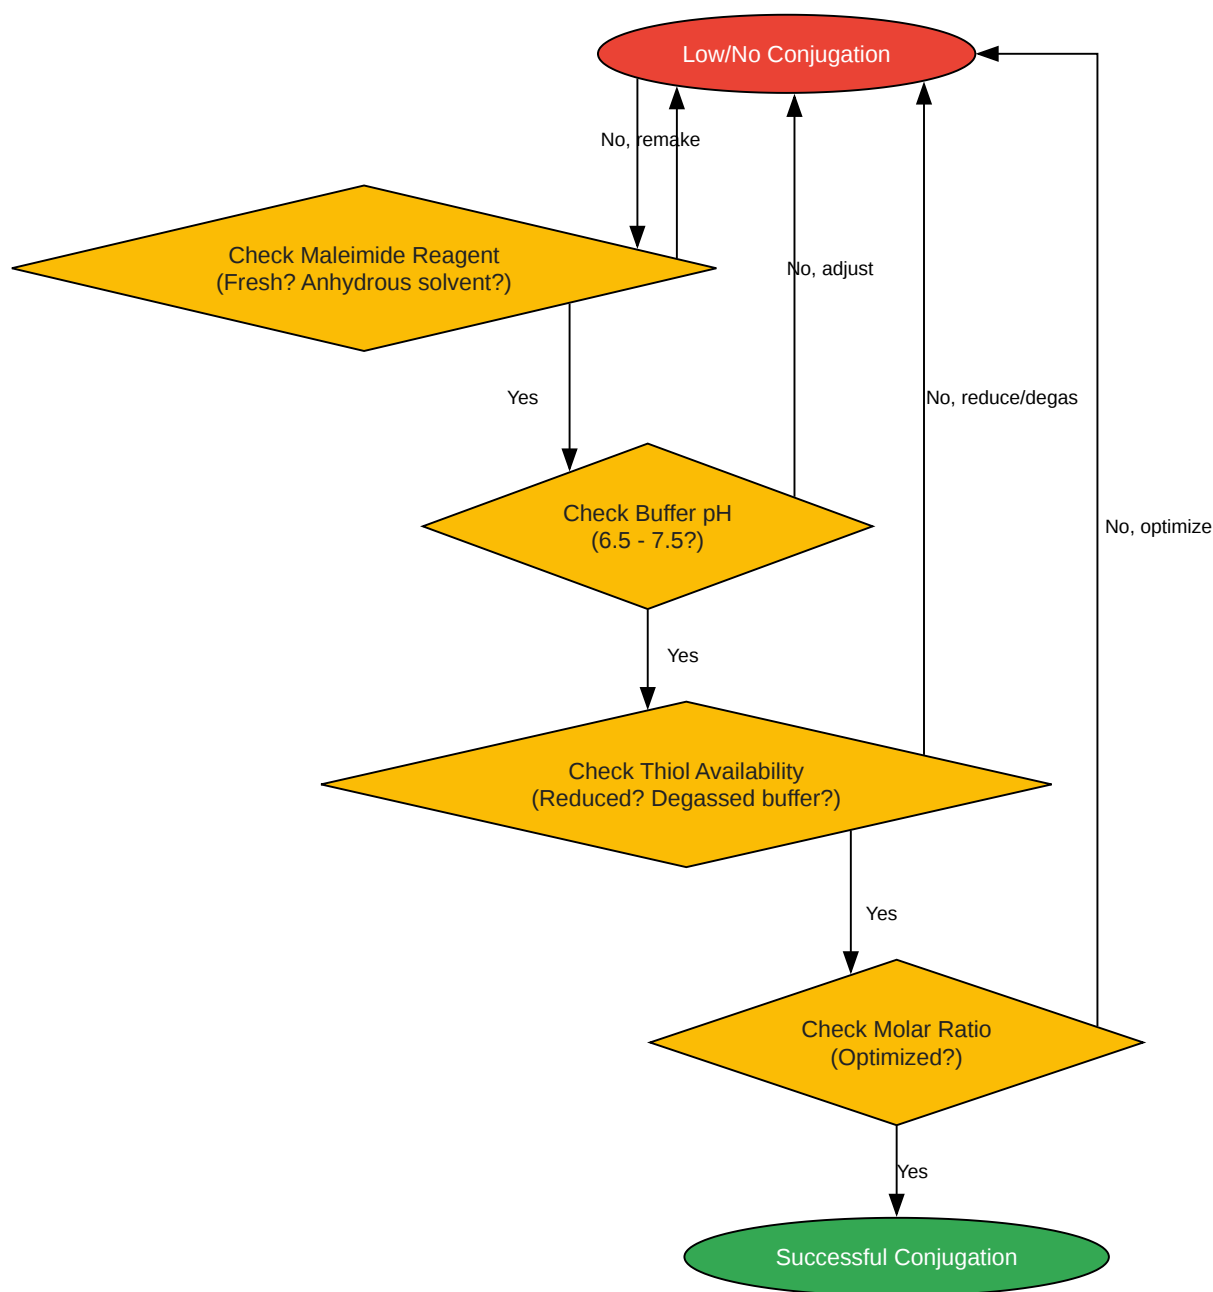 Low/No Conjugation
No, remake
Check Maleimide Reagent
(Fresh? Anhydrous solvent?)
No, adjust
Yes
No, reduce/degas
Check Buffer pH
(6.5 - 7.5?)
No, optimize
Yes
Check Thiol Availability
(Reduced? Degassed buffer?)
Yes
Check Molar Ratio
(Optimized?)
Yes
Successful Conjugation